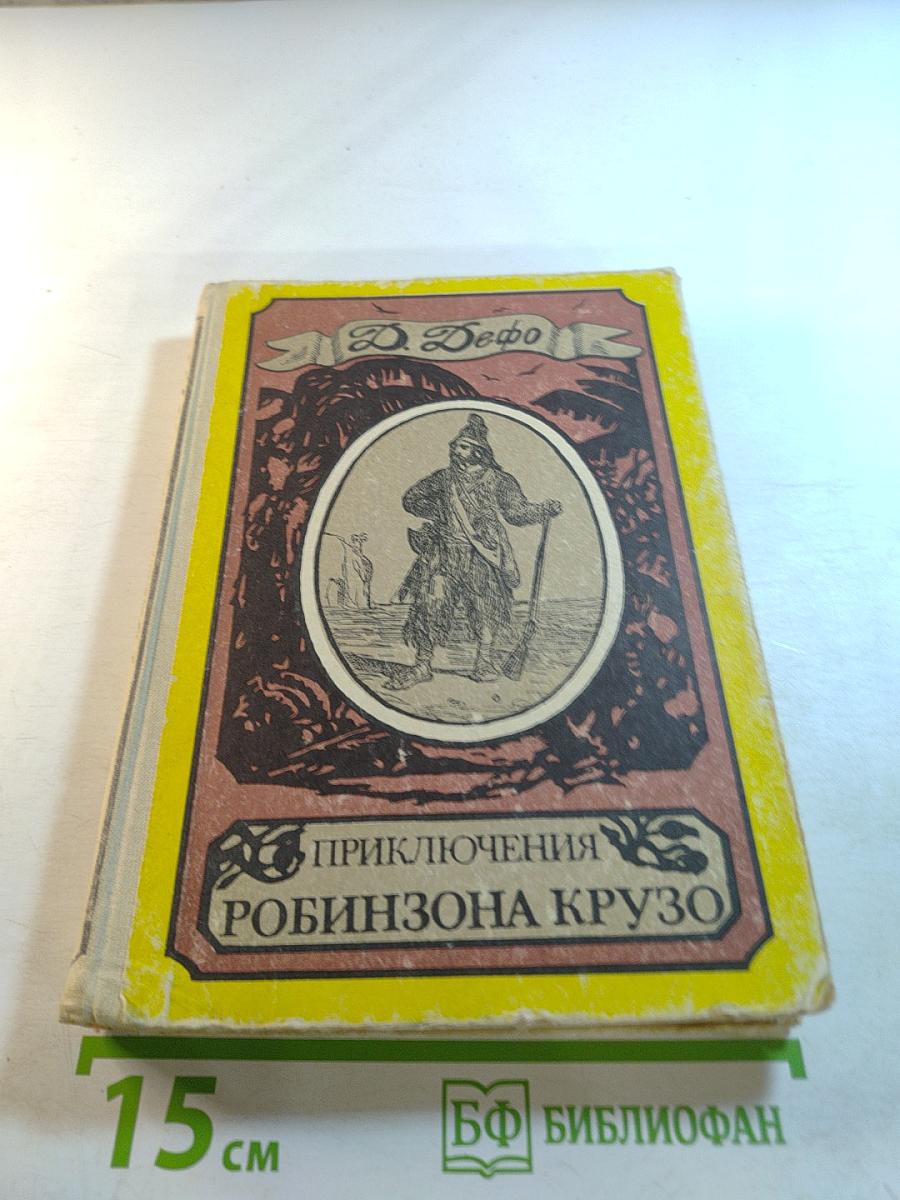 Д. Дефо
ПРИКЛЮЧЕНИЯ
РОБИНЗОНА КРУЗО
15 см
БФ БИБЛИОФАН